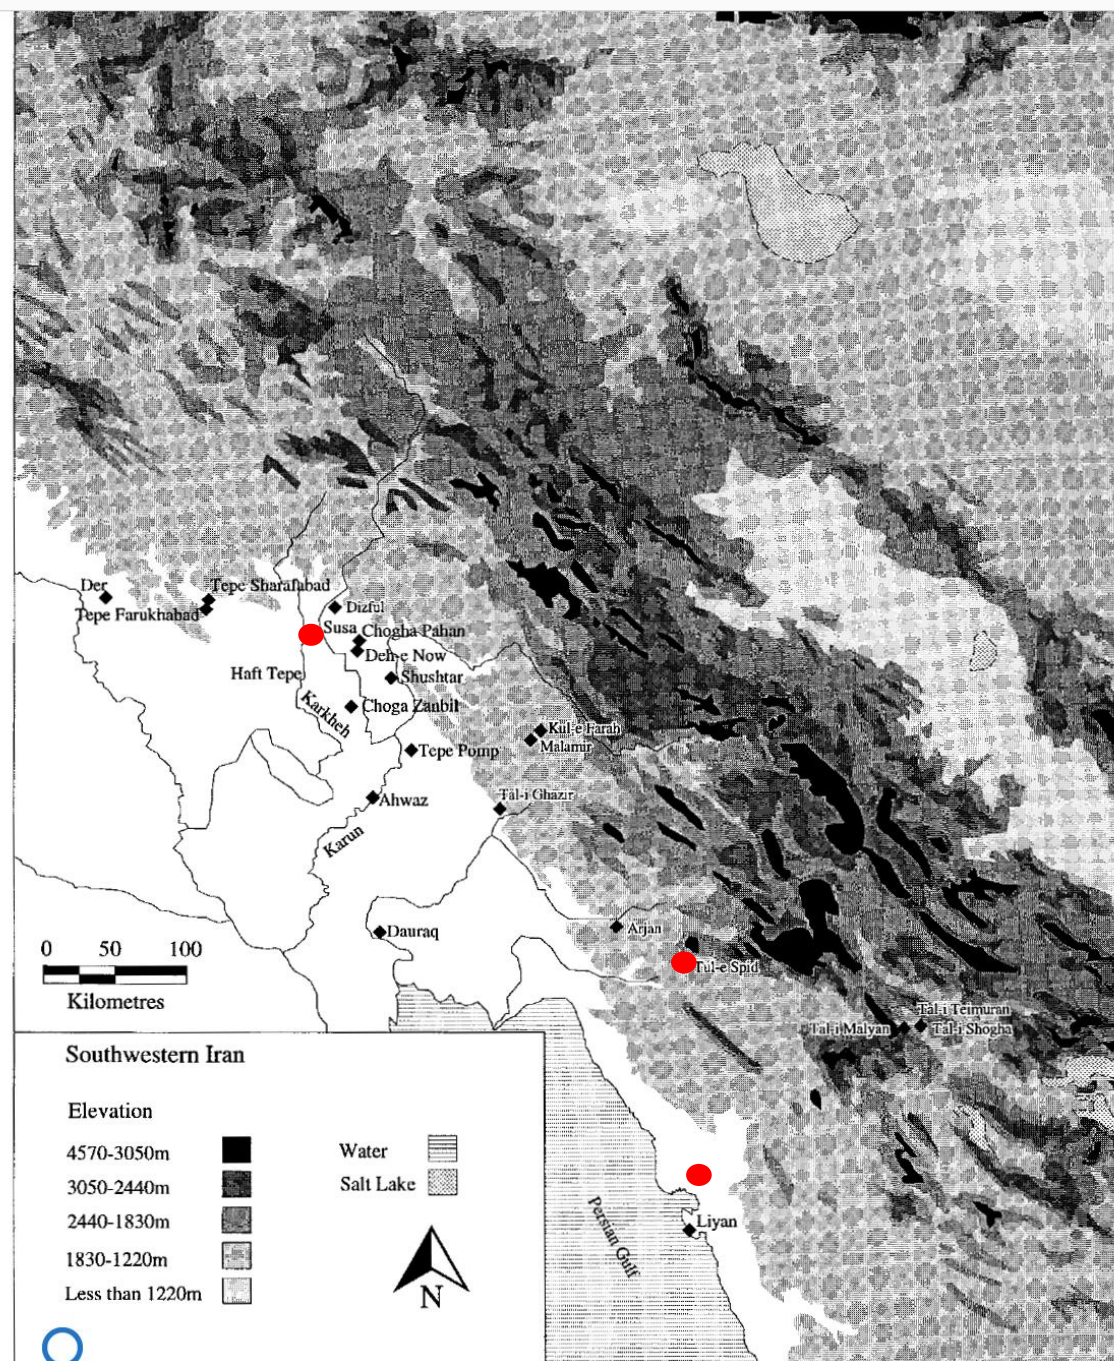 Der
Tepe Sharafabad
Tepe Farukhabad
Dizful
Susa
Chogha Pahan
Deh-e Now
Haft Tepe
Shushtar
Karkheh
Choga Zanbil
Kul-e Farah
Malamir
Tepe Pomp
Ahwaz
Tal-i Ghazir
Karun
Dauraq
Arjan
Tul-e Spid
Tal-i Teimuran
Tal-i Malyan
Tal-i Shogha
0 50 100
Kilometres
Southwestern Iran
Elevation
4570-3050m
3050-2440m
2440-1830m
1830-1220m
Less than 1220m
Water
Salt Lake
N
Persian Gulf
Liyan